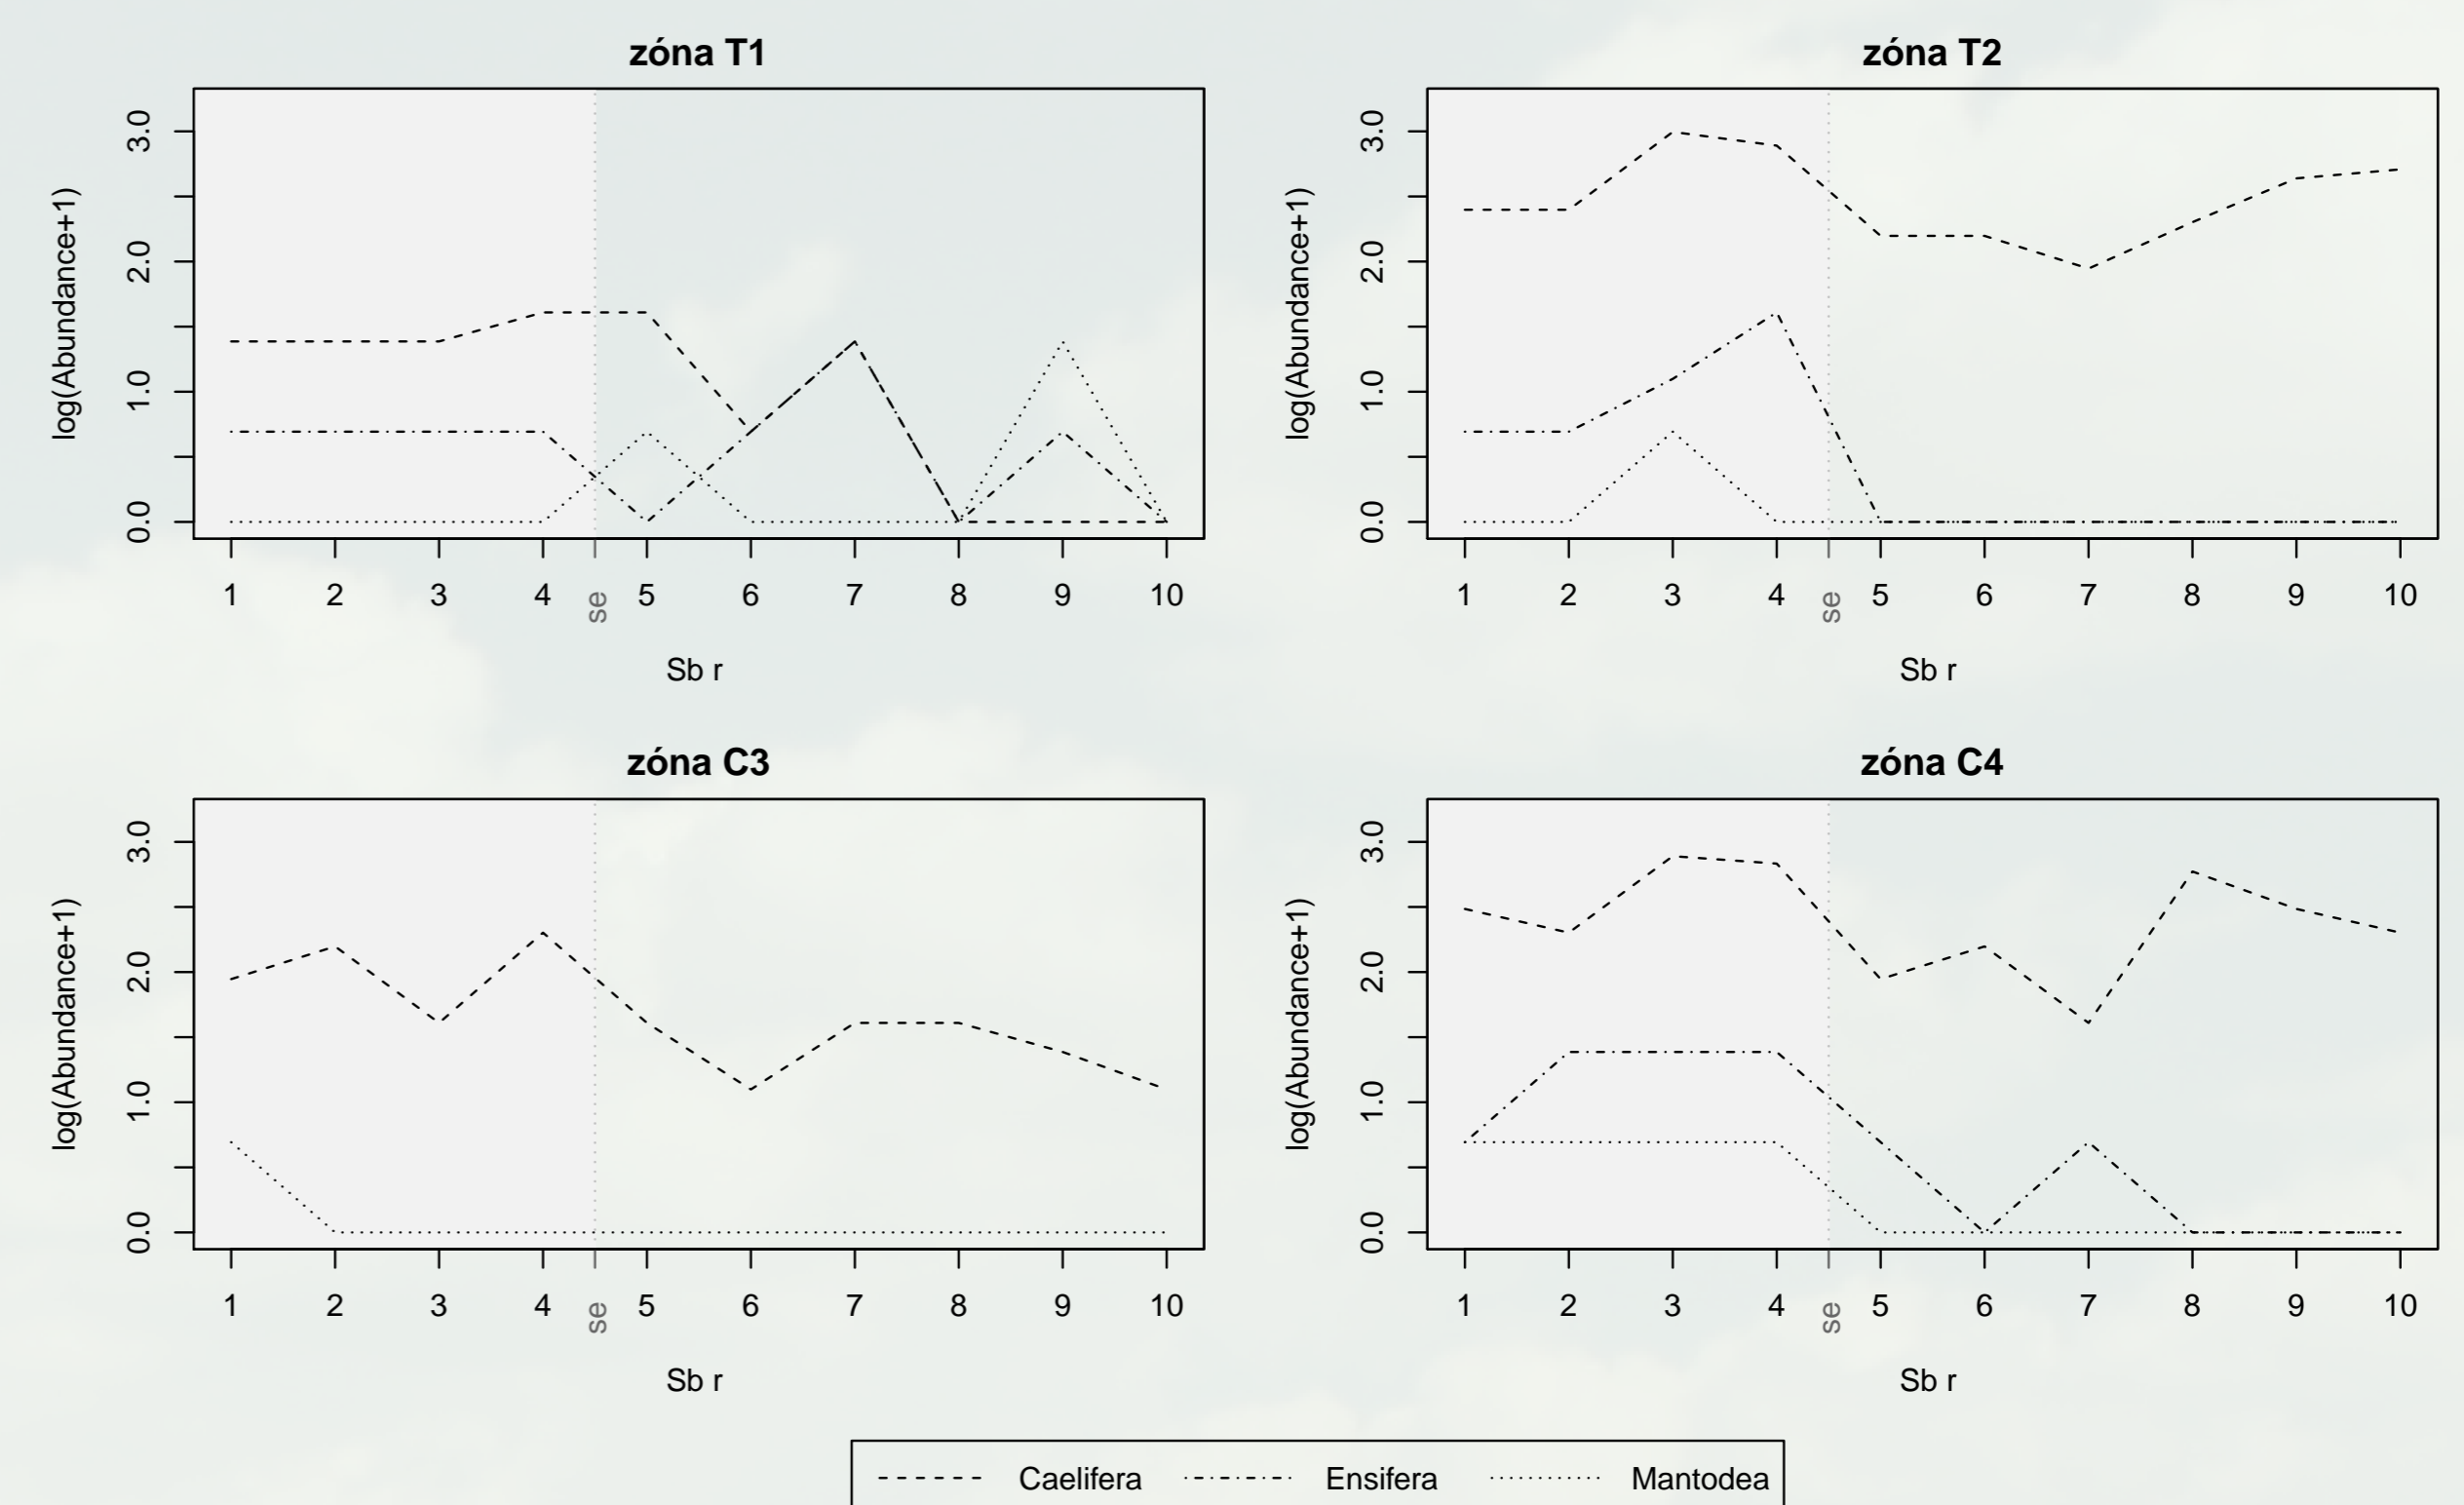 zóna T1
log(Abundance+1)
3.0
2.0
1.0
0.0
1 2 3 4 se 5 6 7 8 9 10
Sb r
zóna T2
log(Abundance+1)
3.0
2.0
1.0
0.0
1 2 3 4 se 5 6 7 8 9 10
Sb r
zóna C3
log(Abundance+1)
3.0
2.0
1.0
0.0
1 2 3 4 se 5 6 7 8 9 10
Sb r
zóna C4
log(Abundance+1)
3.0
2.0
1.0
0.0
1 2 3 4 se 5 6 7 8 9 10
Sb r
Caelifera Ensifera Mantodea